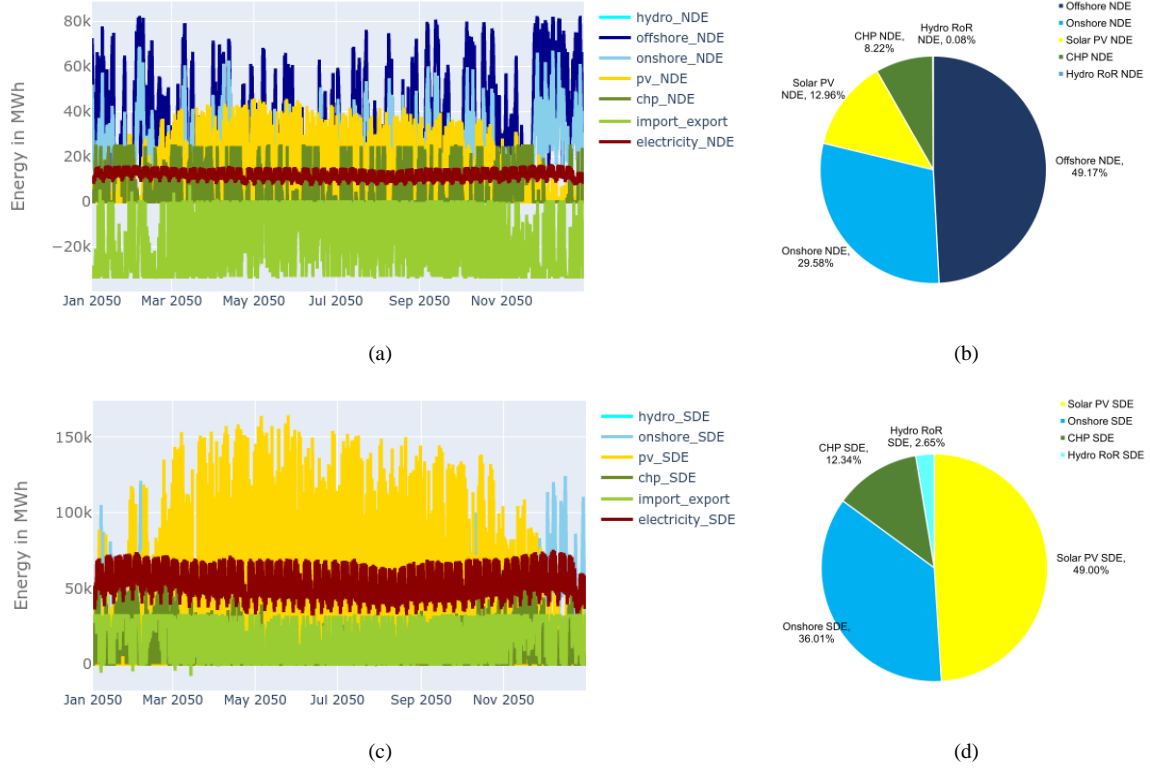 Energy in MWh
80k
60k
40k
20k
0
−20k
Jan 2050
Mar 2050
May 2050
Jul 2050
Sep 2050
Nov 2050
hydro_NDE
offshore_NDE
onshore_NDE
pv_NDE
chp_NDE
import_export
electricity_NDE
(a)
CHP NDE,
8.22%
Hydro RoR
NDE, 0.08%
Solar PV
NDE, 12.96%
Offshore NDE,
49.17%
Onshore NDE,
29.58%
Offshore NDE
Onshore NDE
Solar PV NDE
CHP NDE
Hydro RoR NDE
(b)
Energy in MWh
150k
100k
50k
0
Jan 2050
Mar 2050
May 2050
Jul 2050
Sep 2050
Nov 2050
hydro_SDE
onshore_SDE
pv_SDE
chp_SDE
import_export
electricity_SDE
(c)
Hydro RoR
SDE, 2.65%
CHP SDE,
12.34%
Solar PV SDE,
49.00%
Onshore SDE,
36.01%
Solar PV SDE
Onshore SDE
CHP SDE
Hydro RoR SDE
(d)